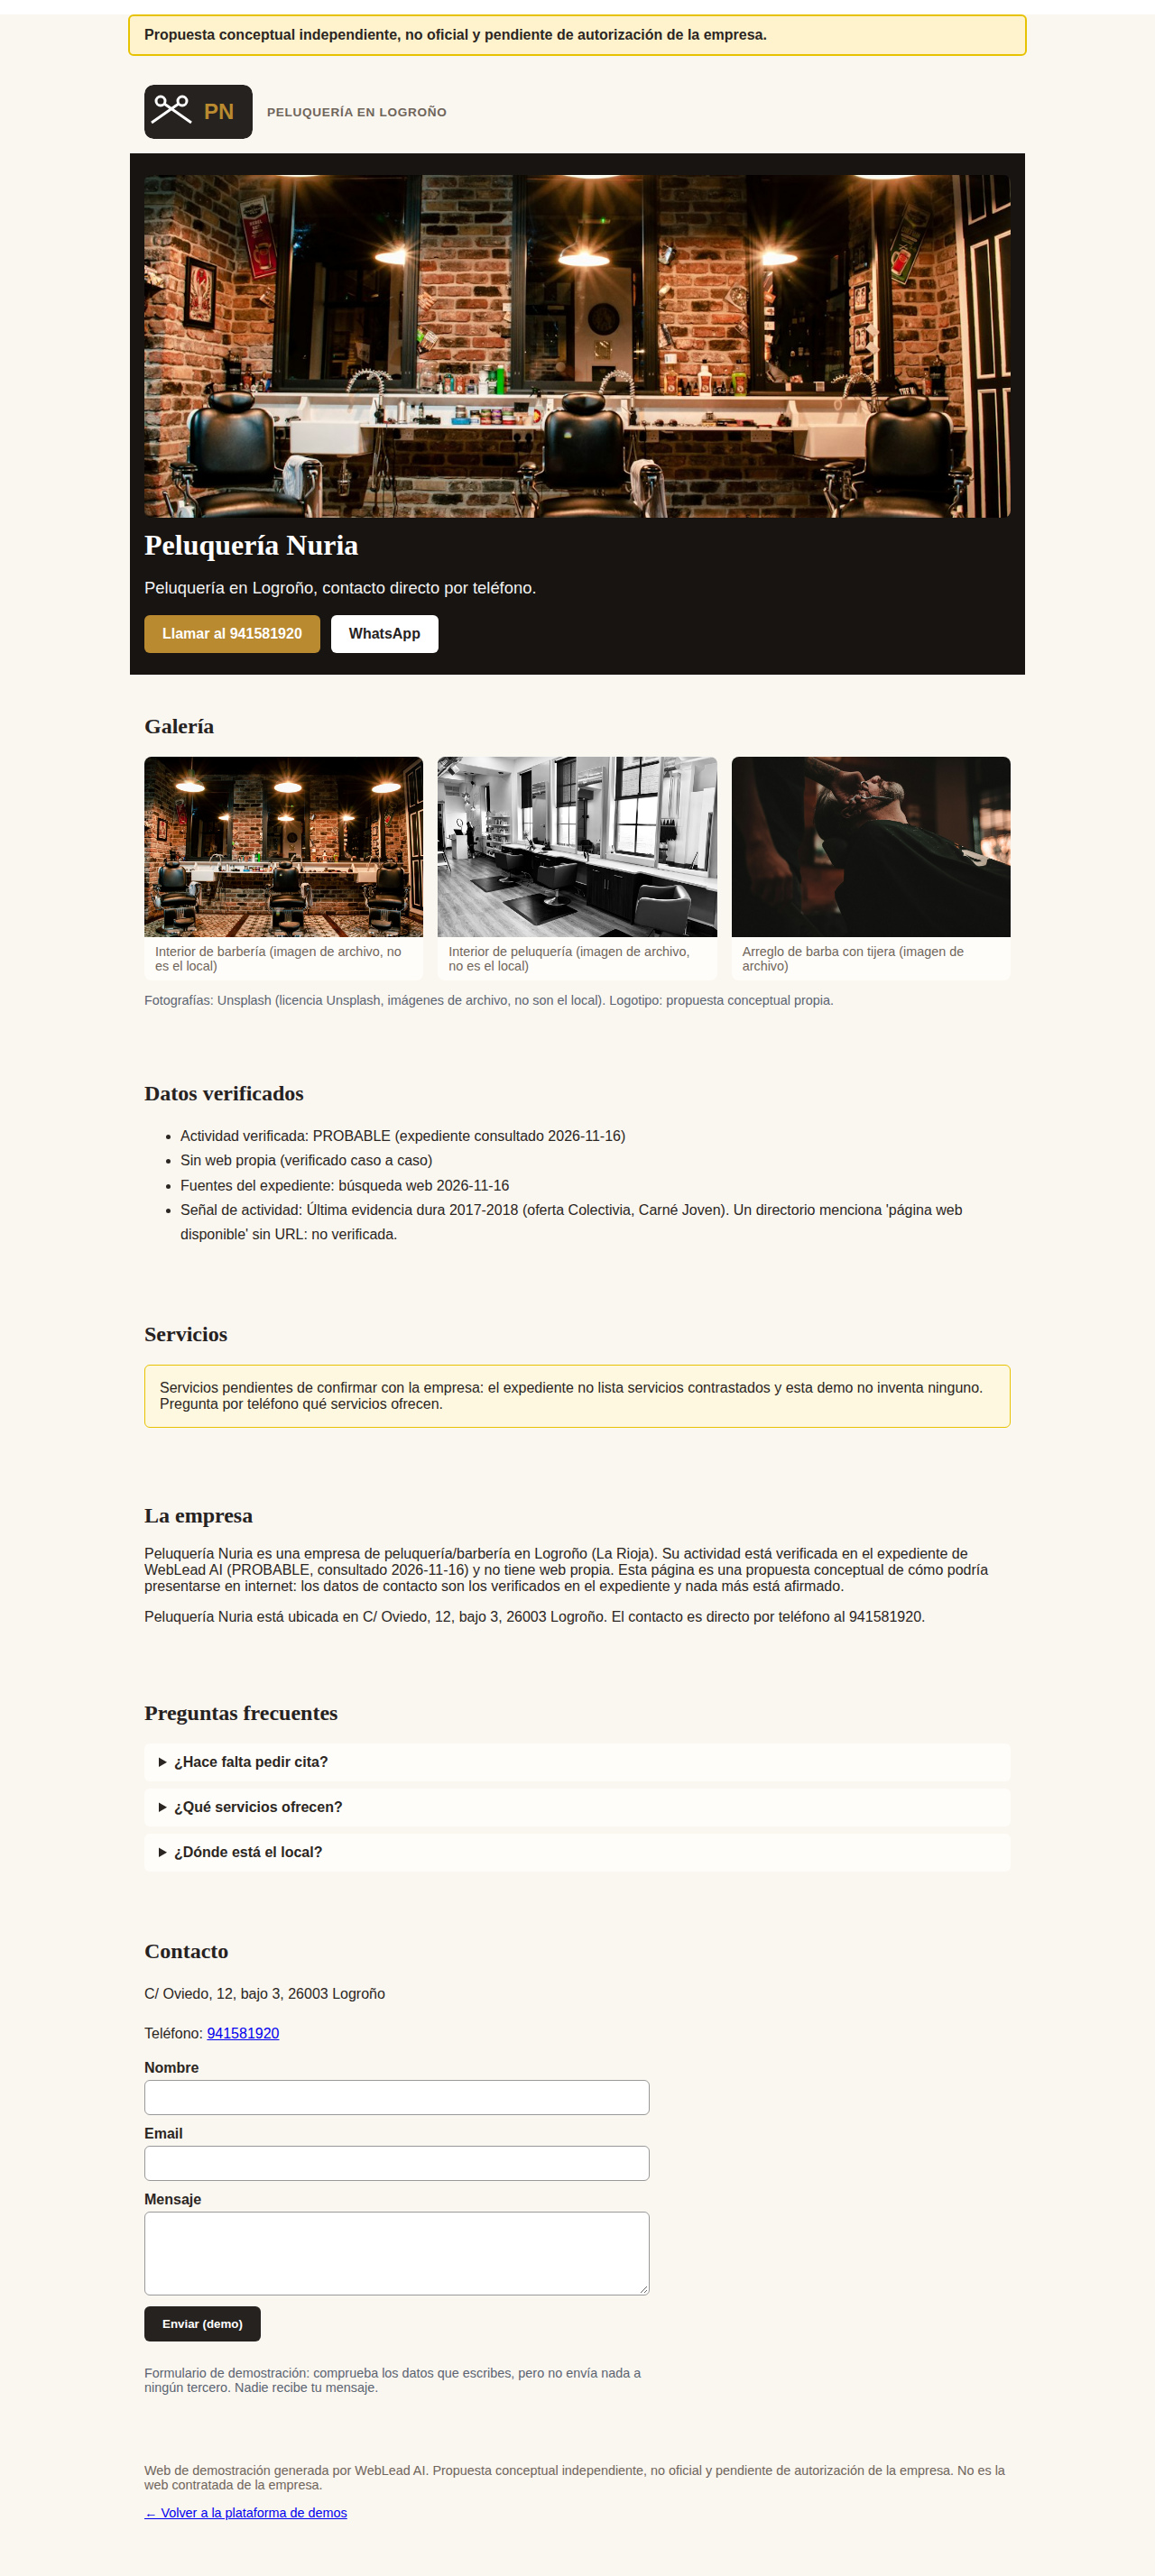 Propuesta conceptual independiente, no oficial y pendiente de autorización de la empresa.
PN
PELUQUERÍA EN LOGROÑO
Peluquería Nuria
Peluquería en Logroño, contacto directo por teléfono.
Llamar al 941581920
WhatsApp
Galería
Interior de barbería (imagen de archivo, no
es el local)
Interior de peluquería (imagen de archivo,
no es el local)
Arreglo de barba con tijera (imagen de
archivo)
Fotografías: Unsplash (licencia Unsplash, imágenes de archivo, no son el local). Logotipo: propuesta conceptual propia.
Datos verificados
• Actividad verificada: PROBABLE (expediente consultado 2026-11-16)
• Sin web propia (verificado caso a caso)
• Fuentes del expediente: búsqueda web 2026-11-16
• Señal de actividad: Última evidencia dura 2017-2018 (oferta Colectivia, Carné Joven). Un directorio menciona 'página web
disponible' sin URL: no verificada.
Servicios
Servicios pendientes de confirmar con la empresa: el expediente no lista servicios contrastados y esta demo no inventa ninguno.
Pregunta por teléfono qué servicios ofrecen.
La empresa
Peluquería Nuria es una empresa de peluquería/barbería en Logroño (La Rioja). Su actividad está verificada en el expediente de
WebLead AI (PROBABLE, consultado 2026-11-16) y no tiene web propia. Esta página es una propuesta conceptual de cómo podría
presentarse en internet: los datos de contacto son los verificados en el expediente y nada más está afirmado.
Peluquería Nuria está ubicada en C/ Oviedo, 12, bajo 3, 26003 Logroño. El contacto es directo por teléfono al 941581920.
Preguntas frecuentes
¿Hace falta pedir cita?
¿Qué servicios ofrecen?
¿Dónde está el local?
Contacto
C/ Oviedo, 12, bajo 3, 26003 Logroño
Teléfono: 941581920
Nombre
Email
Mensaje
Enviar (demo)
Formulario de demostración: comprueba los datos que escribes, pero no envía nada a
ningún tercero. Nadie recibe tu mensaje.
Web de demostración generada por WebLead AI. Propuesta conceptual independiente, no oficial y pendiente de autorización de la empresa. No es la
web contratada de la empresa.
← Volver a la plataforma de demos